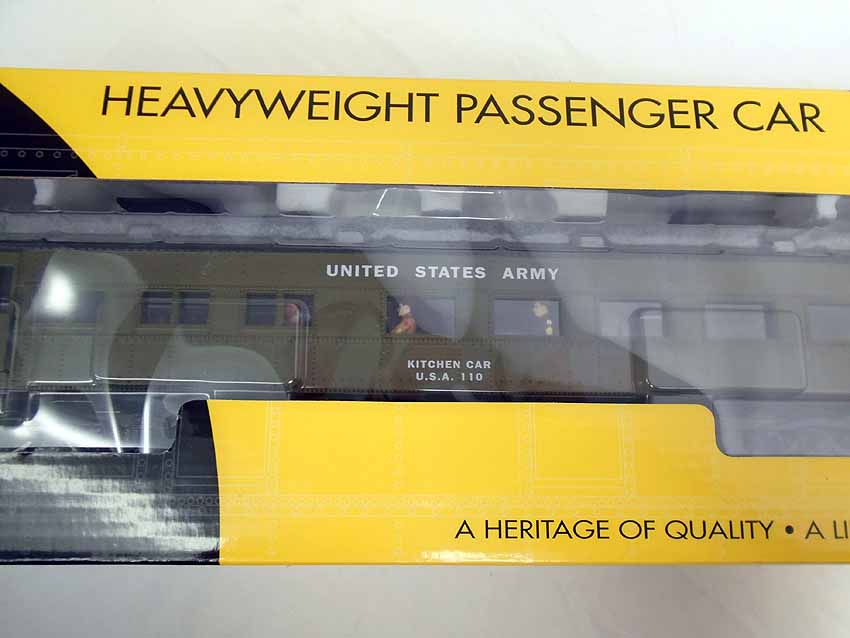 HEAVYWEIGHT PASSENGER CAR
UNITED STATES ARMY
KITCHEN CAR
U.S.A. 110
A HERITAGE OF QUALITY • A LI